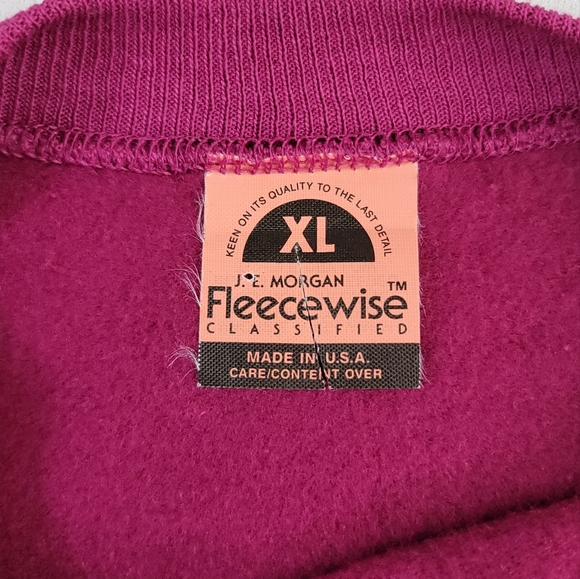 KEEN ON ITS QUALITY TO THE LAST DETAIL
XL
J.E. MORGAN
Fleecewise™
CLASSIFIED
MADE IN U.S.A.
CARE/CONTENT OVER